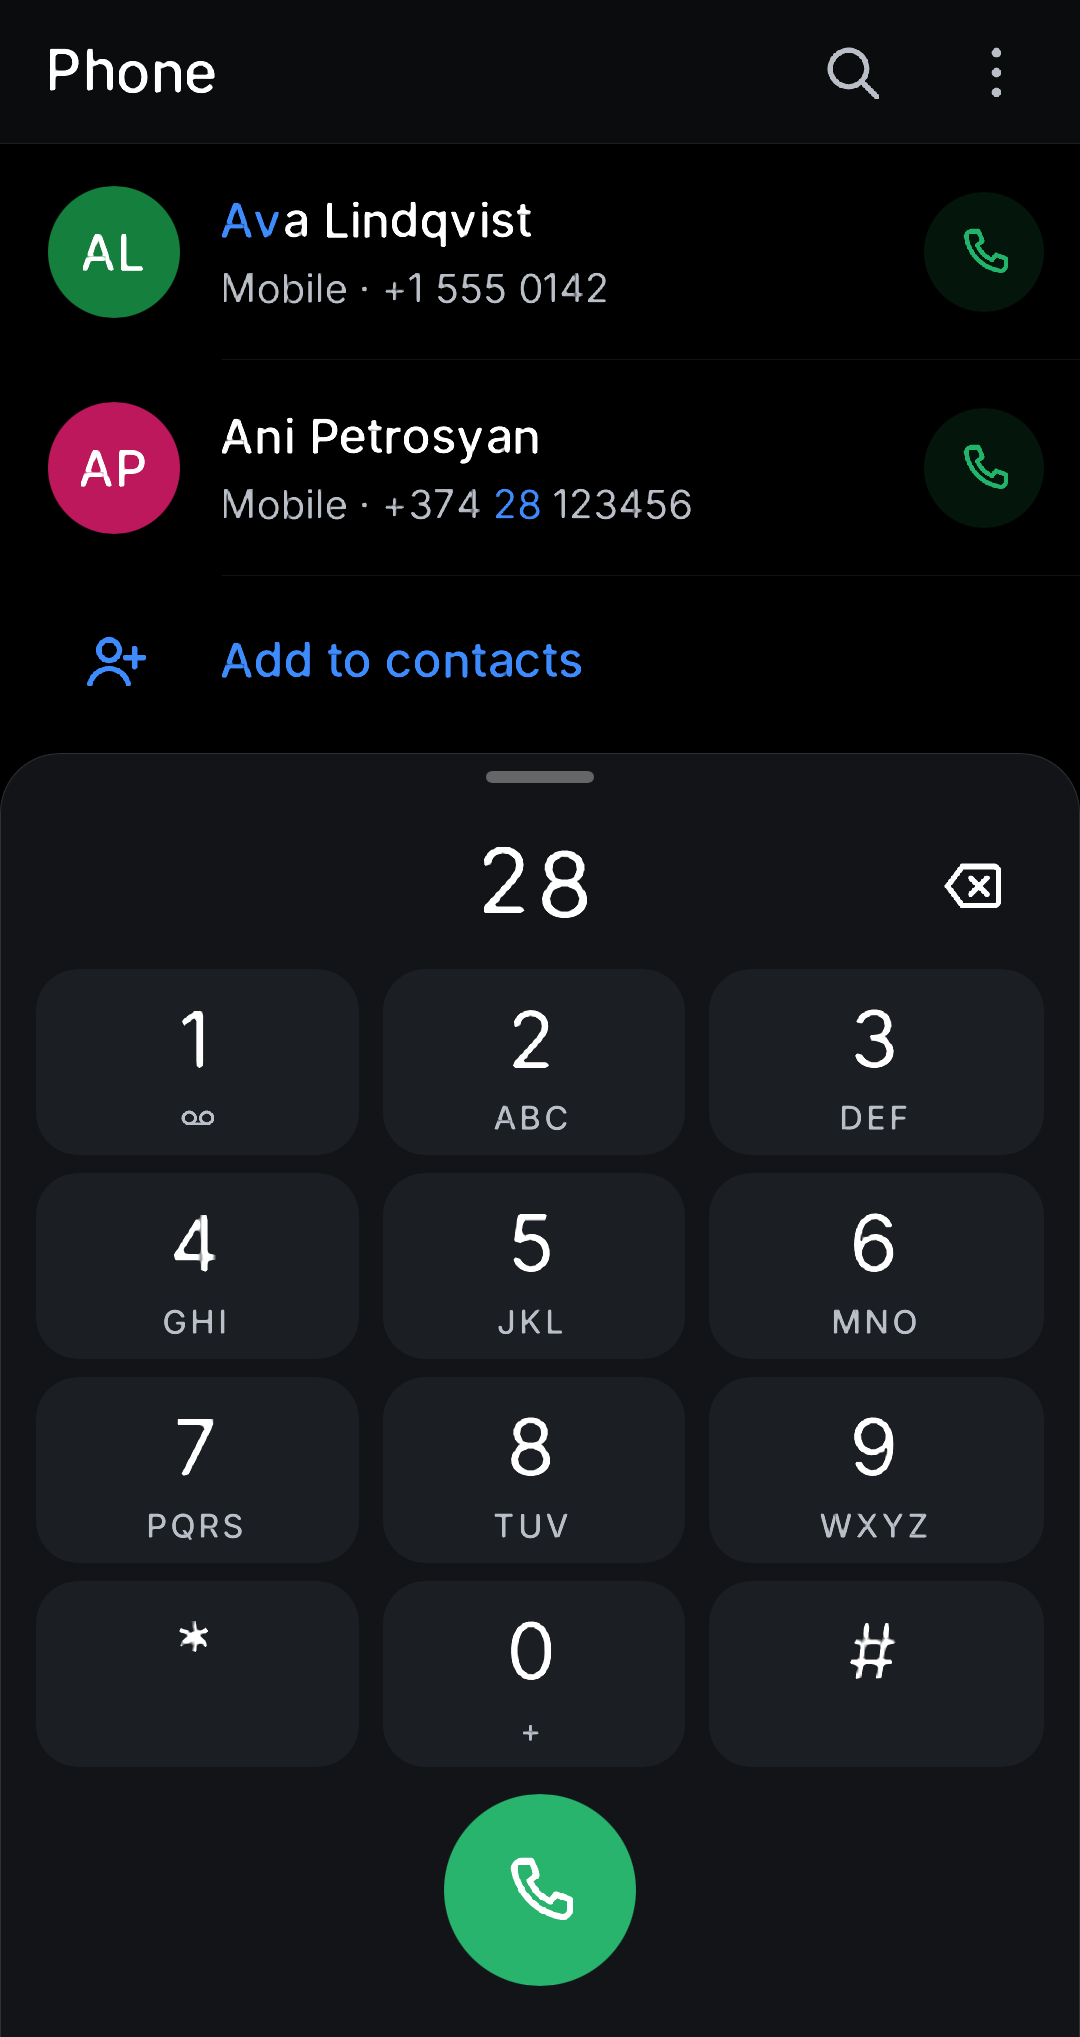 Phone
AL
Ava Lindqvist
Mobile · +1 555 0142
AP
Ani Petrosyan
Mobile · +374 28 123456
Add to contacts
28
1 2 3
ABC DEF
4 5 6
GHI JKL MNO
7 8 9
PQRS TUV WXYZ
* 0 #
+